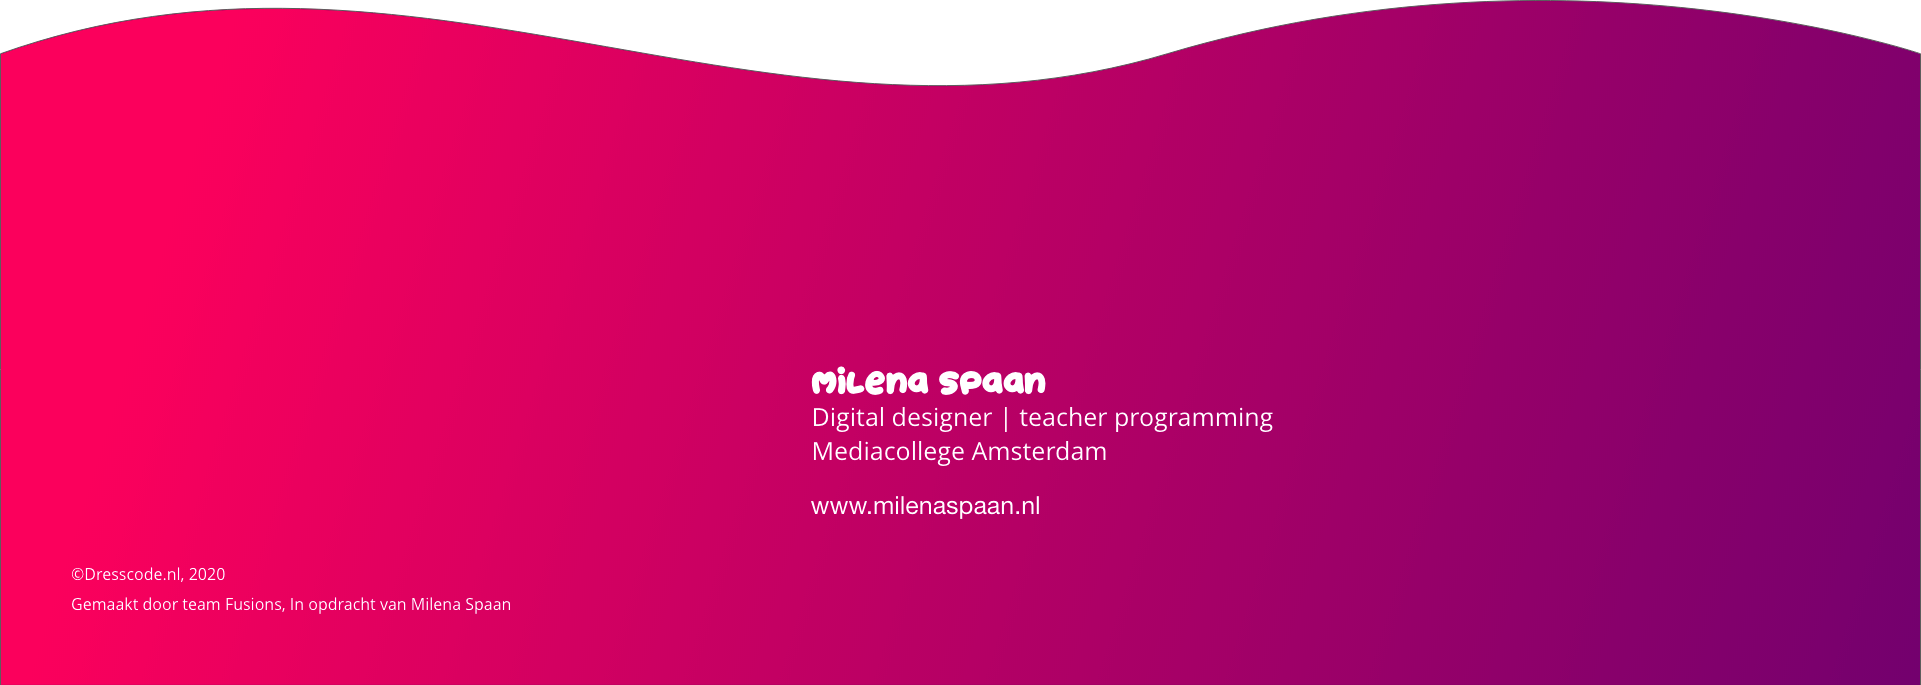 Milena Spaan
Digital designer | teacher programming
Mediacollege Amsterdam
www.milenaspaan.nl
©Dresscode.nl, 2020
Gemaakt door team Fusions, In opdracht van Milena Spaan